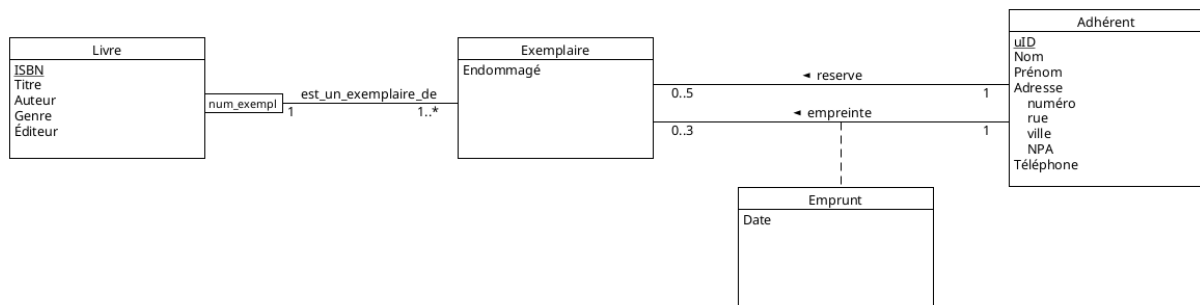 Livre
ISBN
Titre
Auteur
Genre
Éditeur
num_exempl
est_un_exemplaire_de
1
1..*
Exemplaire
Endommagé
◄ reserve
0..5
1
◄ empreinte
0..3
1
Adhérent
uID
Nom
Prénom
Adresse
numéro
rue
ville
NPA
Téléphone
Emprunt
Date